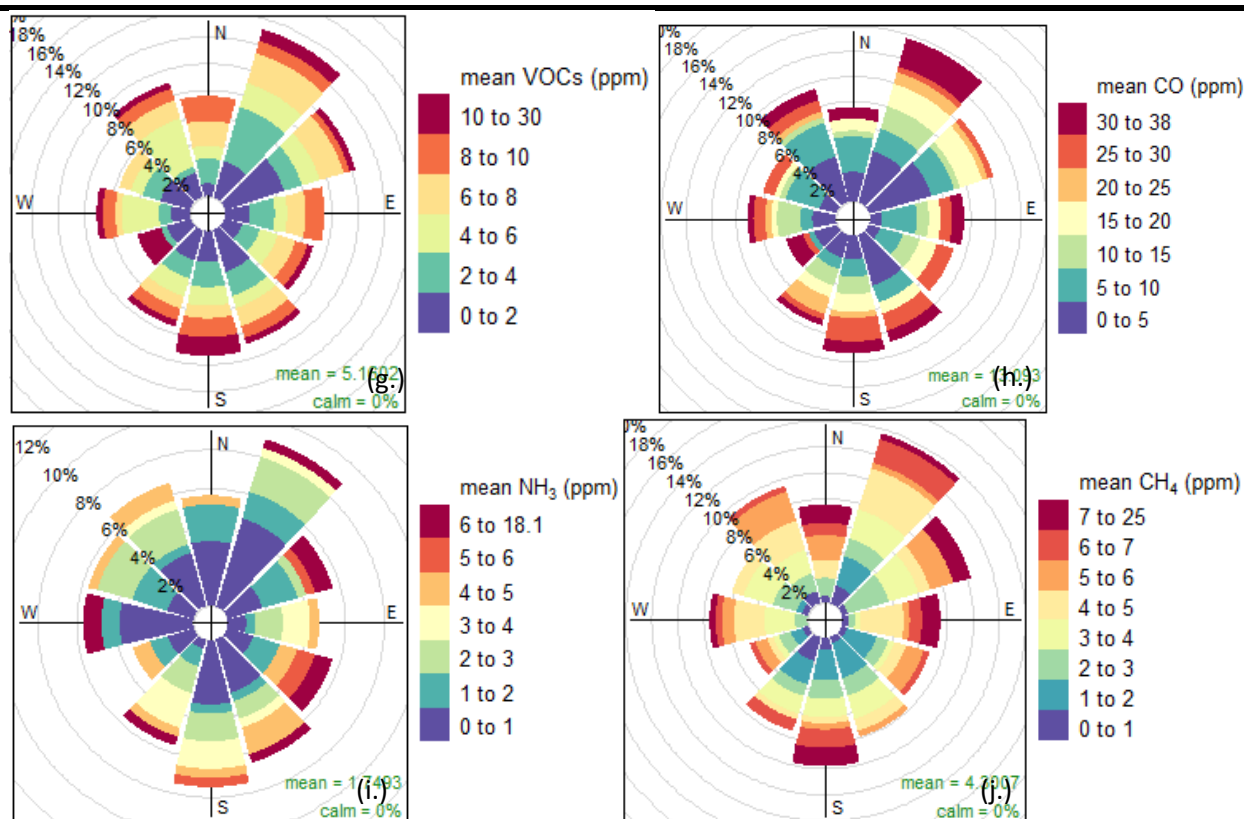 18%
16%
14%
12%
10%
8%
6%
4%
2%
N
W
E
S
calm = 0%
(g.)
mean VOCs (ppm)
10 to 30
8 to 10
6 to 8
4 to 6
2 to 4
0 to 2
18%
16%
14%
12%
10%
8%
6%
4%
2%
N
W
E
S
calm = 0%
(h.)
mean CO (ppm)
30 to 38
25 to 30
20 to 25
15 to 20
10 to 15
5 to 10
0 to 5
12%
10%
8%
6%
4%
2%
N
W
E
S
mean = 1.7493
calm = 0%
(i.)
mean NH₃ (ppm)
6 to 18.1
5 to 6
4 to 5
3 to 4
2 to 3
1 to 2
0 to 1
18%
16%
14%
12%
10%
8%
6%
4%
2%
N
W
E
S
calm = 0%
(j.)
mean CH₄ (ppm)
7 to 25
6 to 7
5 to 6
4 to 5
3 to 4
2 to 3
1 to 2
0 to 1